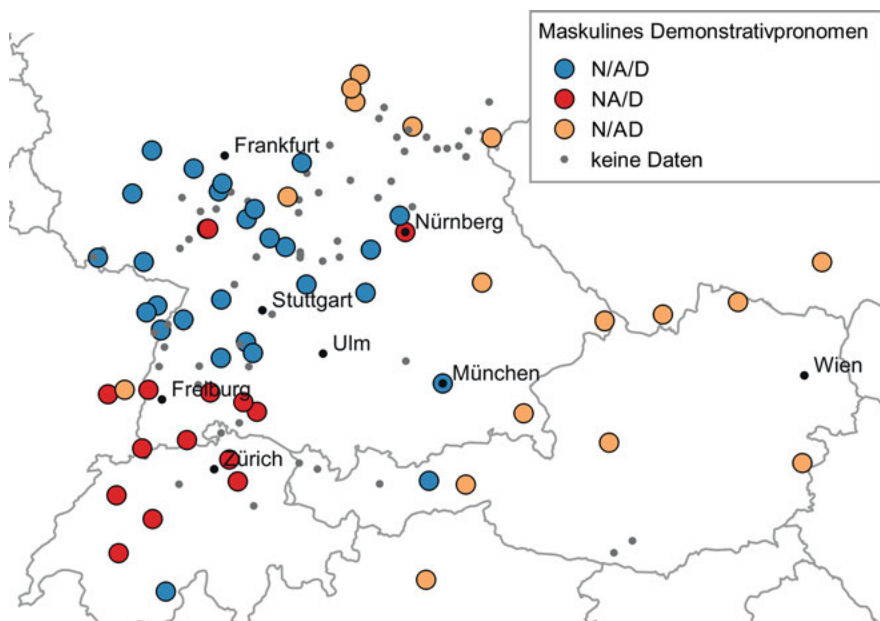 Maskulines Demonstrativpronomen
N/A/D
NA/D
N/AD
keine Daten
Frankfurt
Nürnberg
Stuttgart
Ulm
München
Wien
Freiburg
Zürich